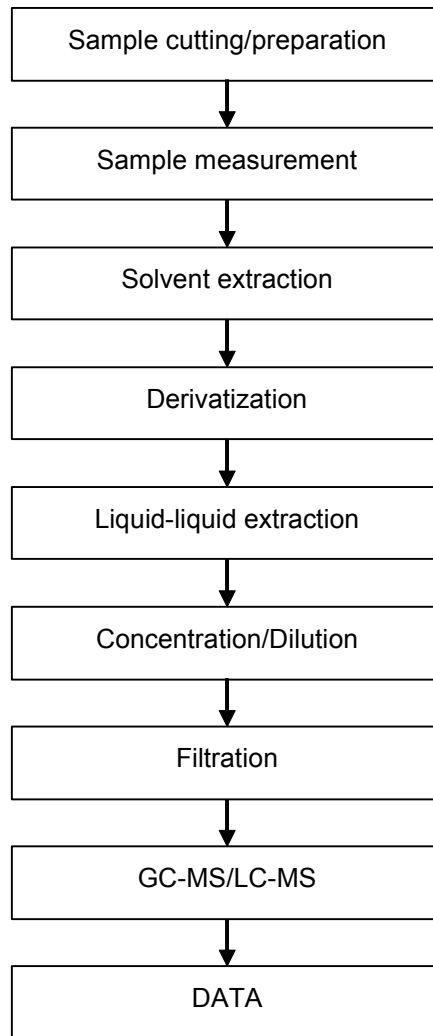 Sample cutting/preparation
Sample measurement
Solvent extraction
Derivatization
Liquid-liquid extraction
Concentration/Dilution
Filtration
GC-MS/LC-MS
DATA